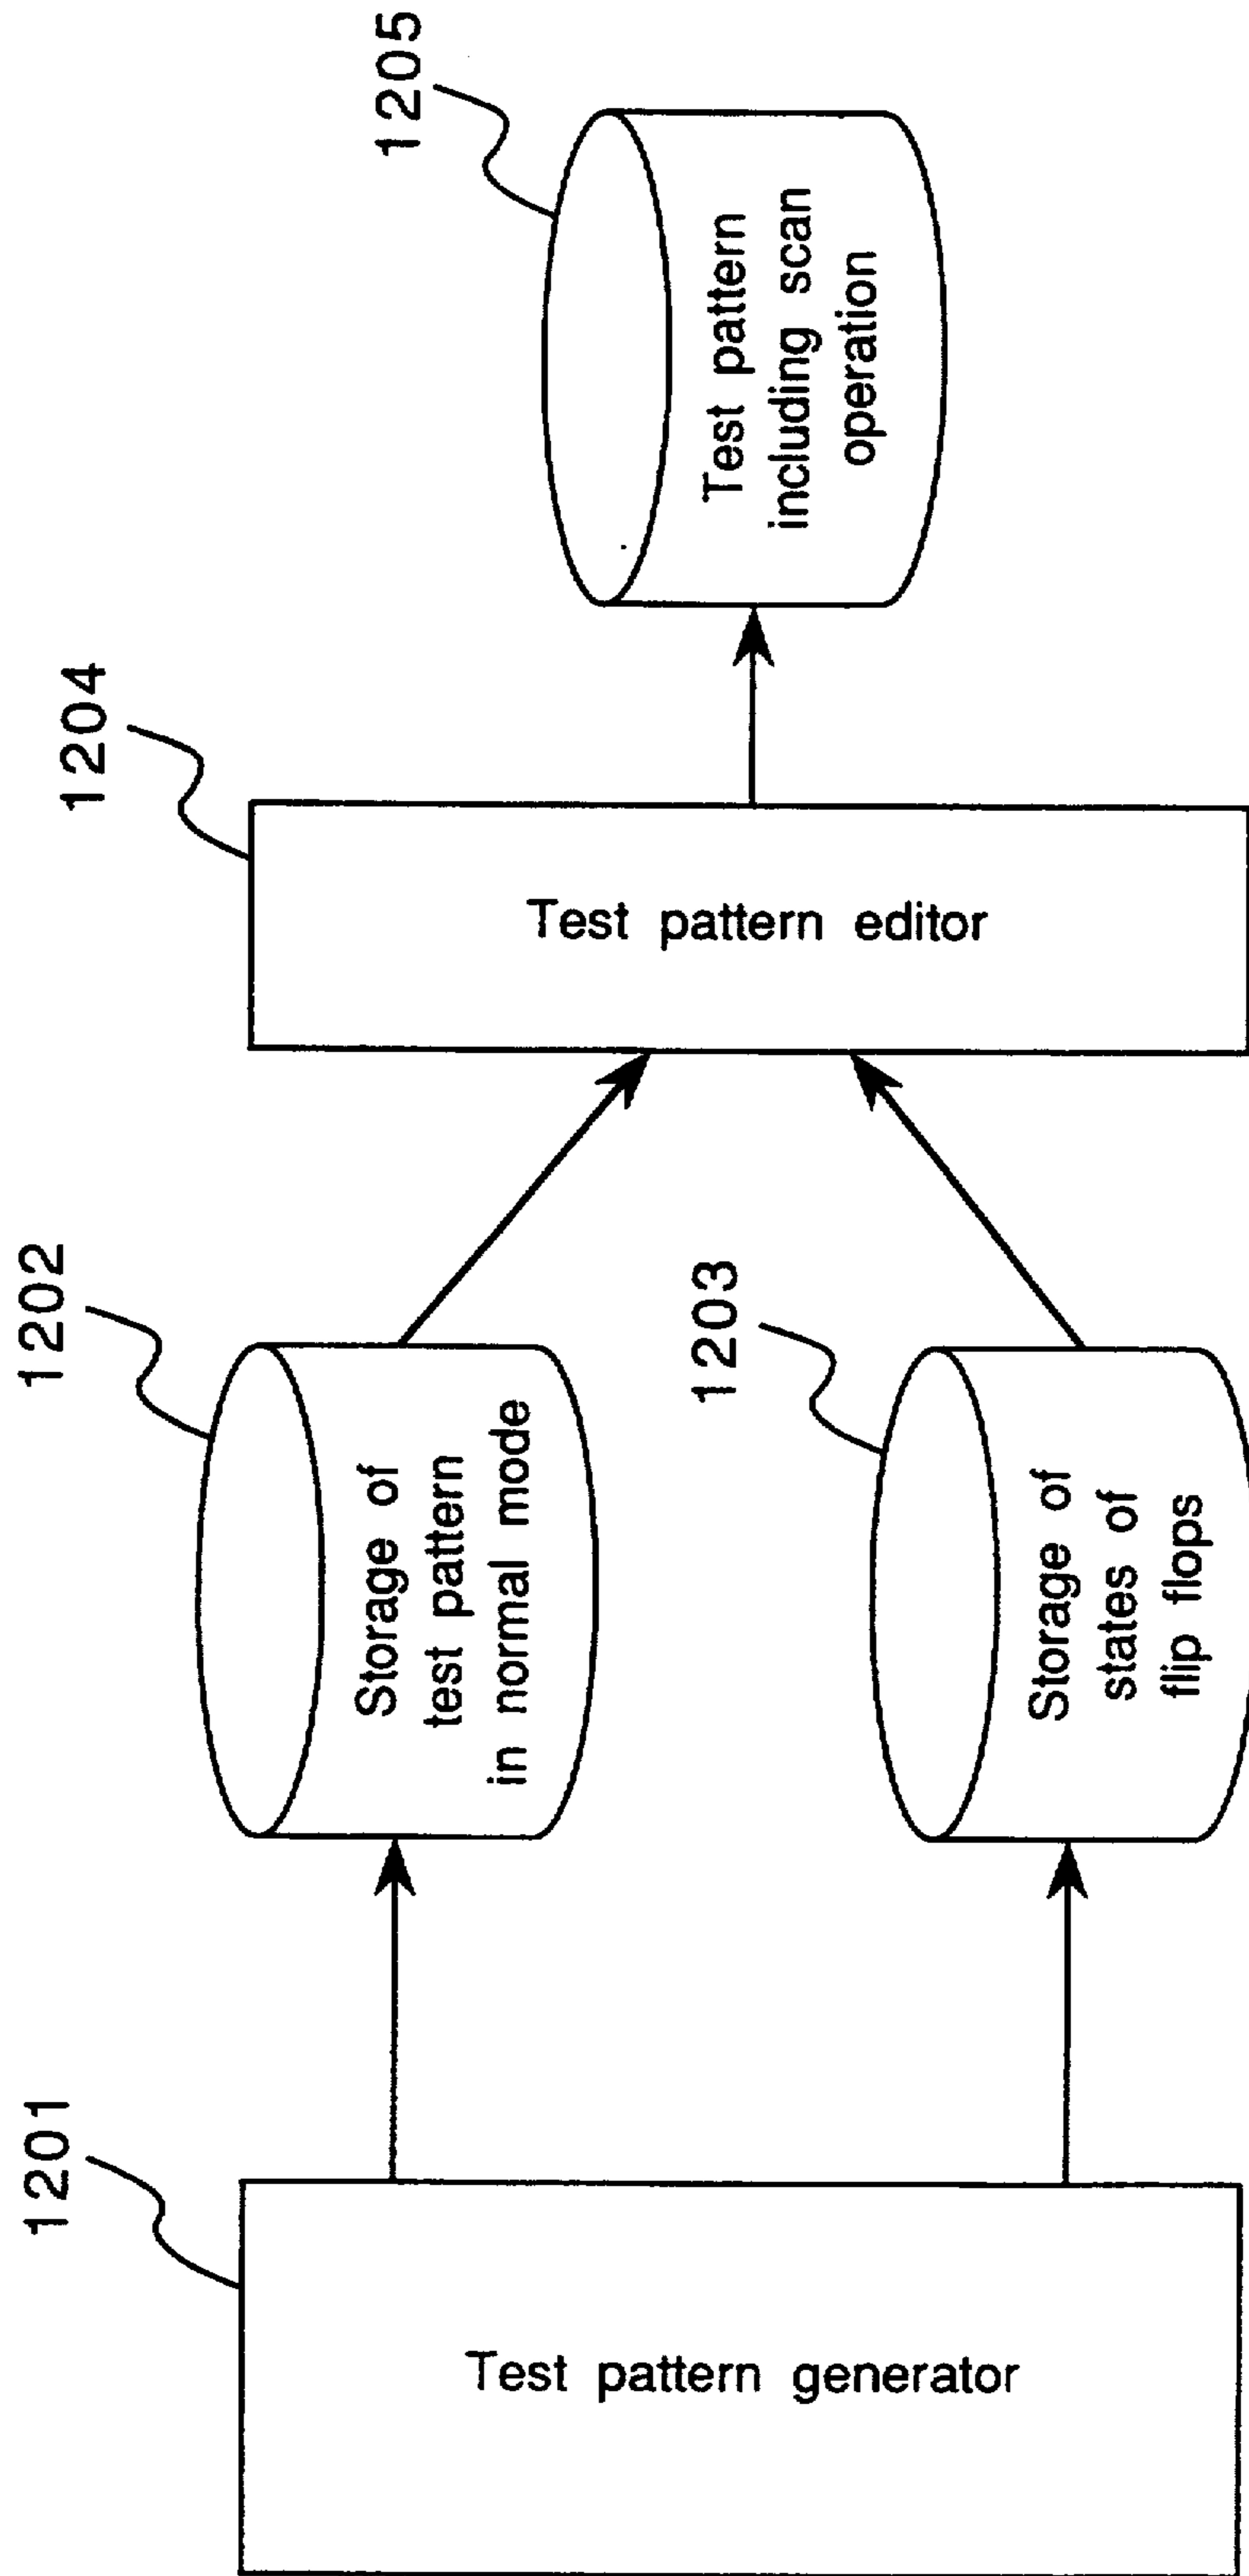 1201
Test pattern generator
1202
Storage of
test pattern
in normal mode
1203
Storage of
states of
flip flops
1204
Test pattern editor
1205
Test pattern
including scan
operation